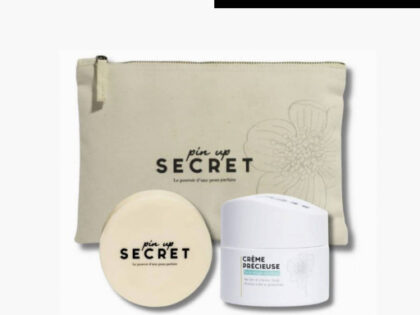 pin up
SECRET
Le pouvoir d'une peau parfaite
pin up
SECRET
Le pouvoir d'une peau parfaite
CRÈME
PRÉCIEUSE